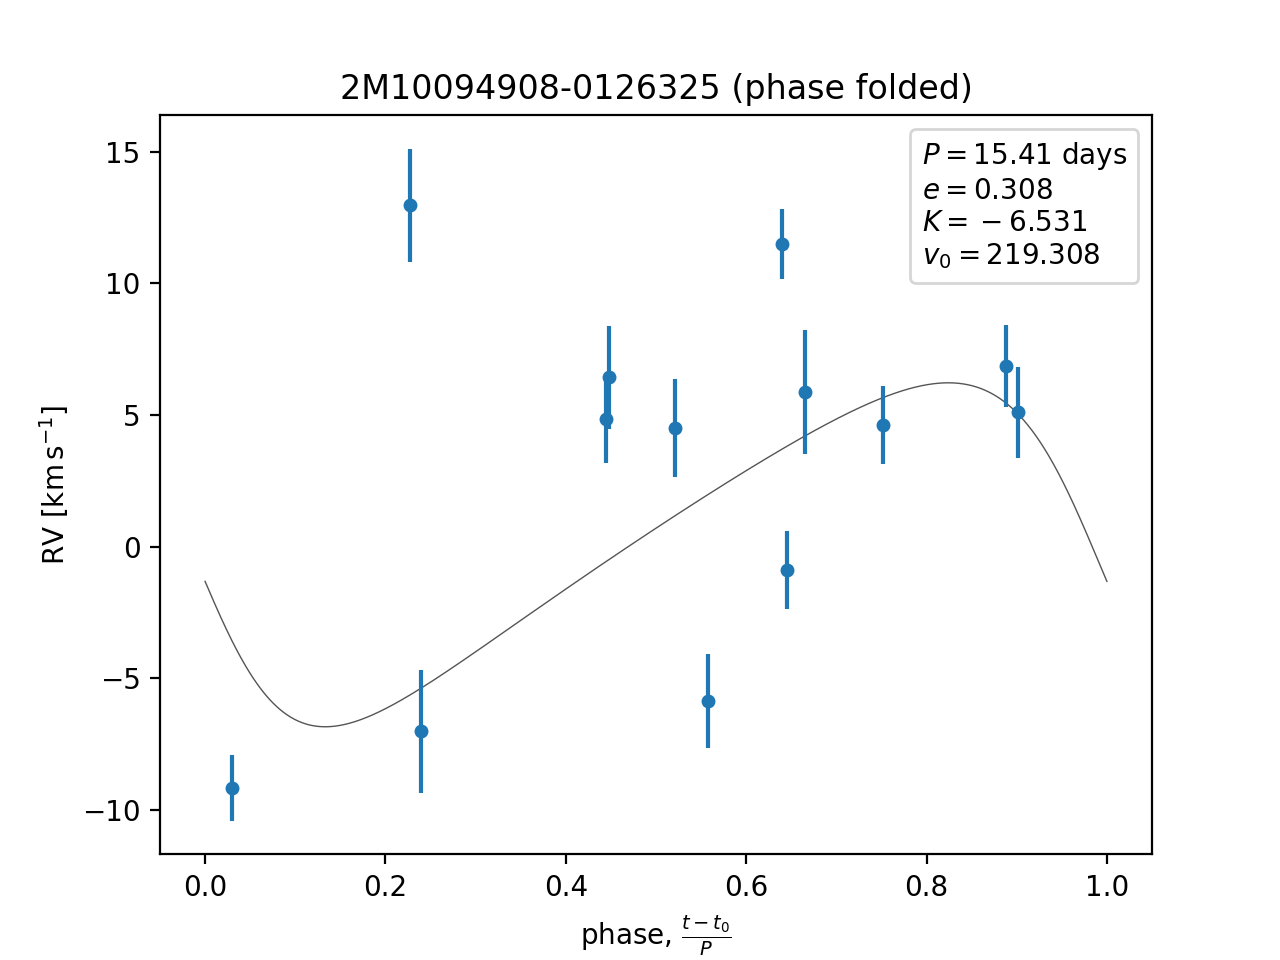 2M10094908-0126325 (phase folded)
P = 15.41 days
e = 0.308
K = −6.531
v₀ = 219.308
15
10
5
0
−5
−10
RV [km s⁻¹]
0.0 0.2 0.4 0.6 0.8 1.0
phase, (t − t₀)/P